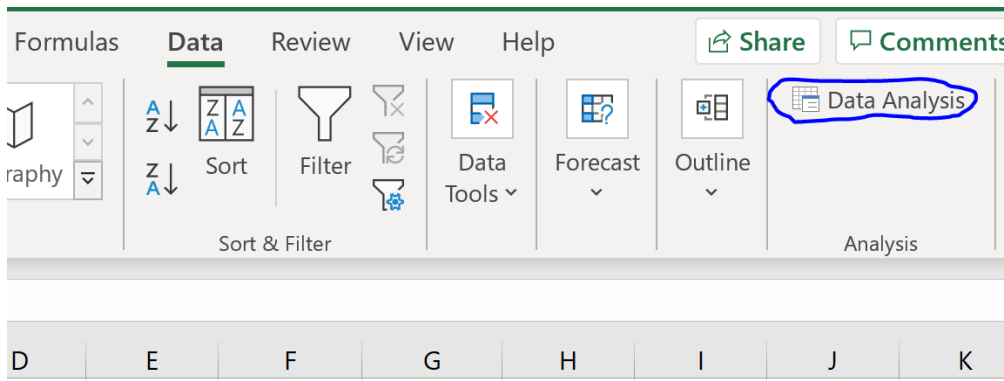 Formulas Data Review View Help Share Comments
Data Analysis
raphy
Sort
Filter
Data
Tools
Forecast
Outline
Sort & Filter
Analysis
D E F G H I J K